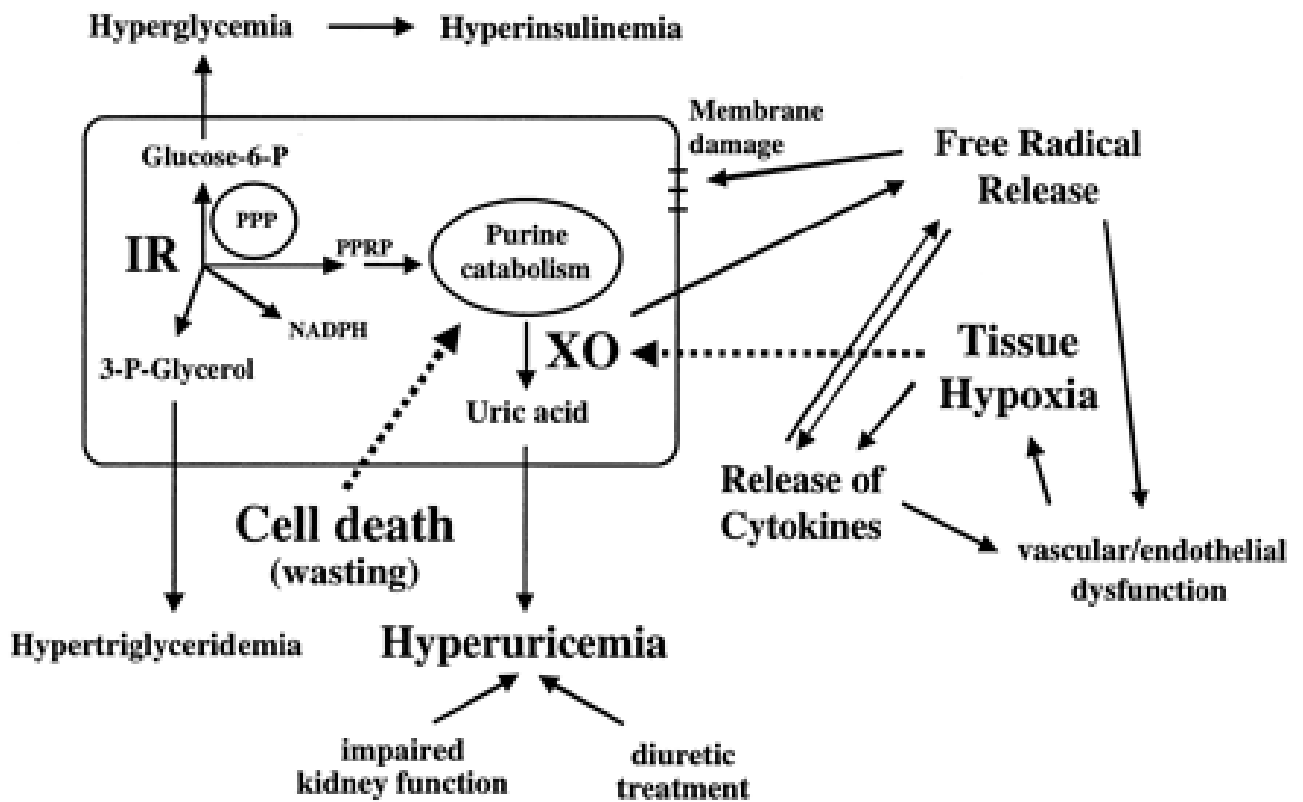 Hyperglycemia
Hyperinsulinemia
Membrane
damage
Free Radical
Release
Glucose-6-P
PPP
IR
PPRP
Purine
catabolism
NADPH
XO
Tissue
Hypoxia
3-P-Glycerol
Uric acid
Release of
Cytokines
Cell death
(wasting)
vascular/endothelial
dysfunction
Hypertriglyceridemia
Hyperuricemia
impaired
kidney function
diuretic
treatment